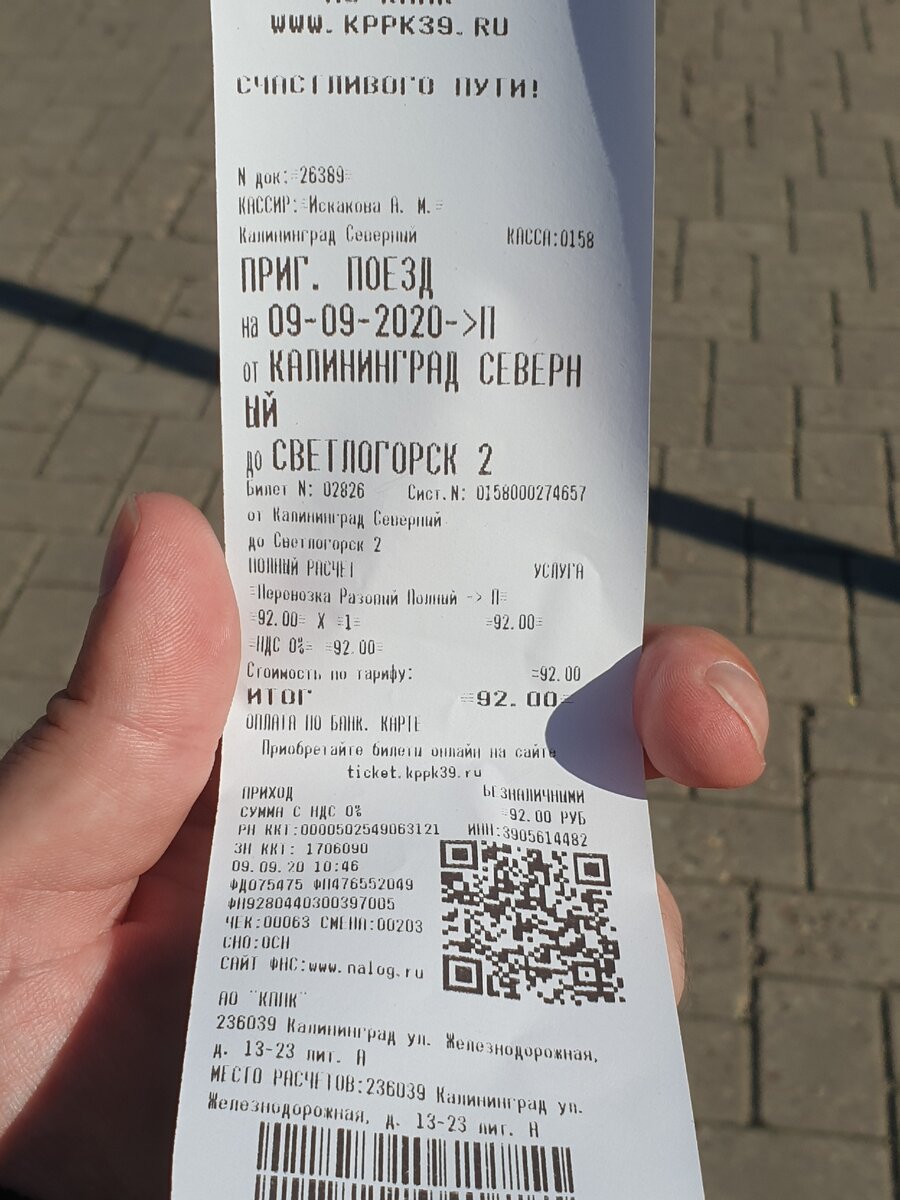 WWW.KPPK39.RU
СЧАСТЛИВОГО ПУТИ!
N док:=26389=
КАССИР:=Искакова А. М.=
Калининград Северный КАССА:0158
ПРИГ. ПОЕЗД
на 09-09-2020->П
от КАЛИНИНГРАД СЕВЕРН
ЫЙ
до СВЕТЛОГОРСК 2
Билет N: 02826 Сист.N: 0158000274657
от Калининград Северный
до Светлогорск 2
ПОЛНЫЙ РАСЧЕТ УСЛУГА
=Перевозка Разовый Полный -> П=
=92.00= X =1= =92.00=
=НДС 0%= =92.00=
Стоимость по тарифу: =92.00
ИТОГ =92.00=
ОПЛАТА ПО БАНК. КАРТЕ
Приобретайте билеты онлайн на сайте
ticket.kppk39.ru
ПРИХОД БЕЗНАЛИЧНЫМИ
СУММА С НДС 0% =92.00 РУБ
РН ККТ:0000502549063121 ИНН:3905614482
ЗН ККТ: 1706090
09.09.20 10:46
ФД075475 ФП476552049
ФН9280440300397005
ЧЕК:00063 СМЕНА:00203
СНО:ОСН
САЙТ ФНС:www.nalog.ru
АО "КППК"
236039 Калининград ул. Железнодорожная,
д. 13-23 лит. А
МЕСТО РАСЧЕТОВ:236039 Калининград ул.
Железнодорожная, д. 13-23 лит. А